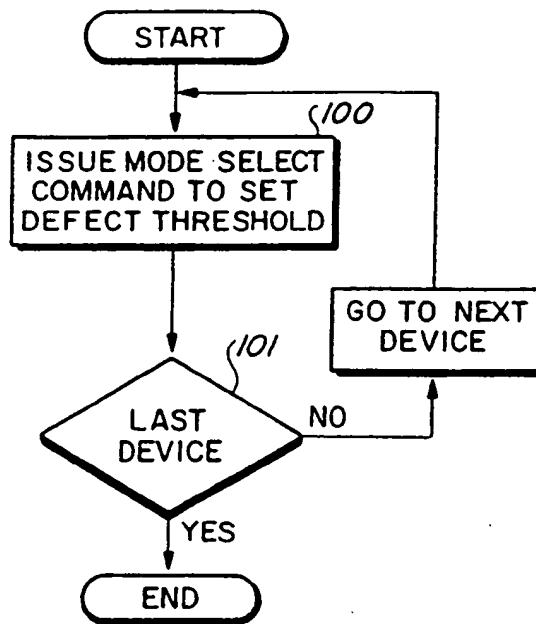 START
100
ISSUE MODE SELECT
COMMAND TO SET
DEFECT THRESHOLD
101
LAST
DEVICE
NO
GO TO NEXT
DEVICE
YES
END